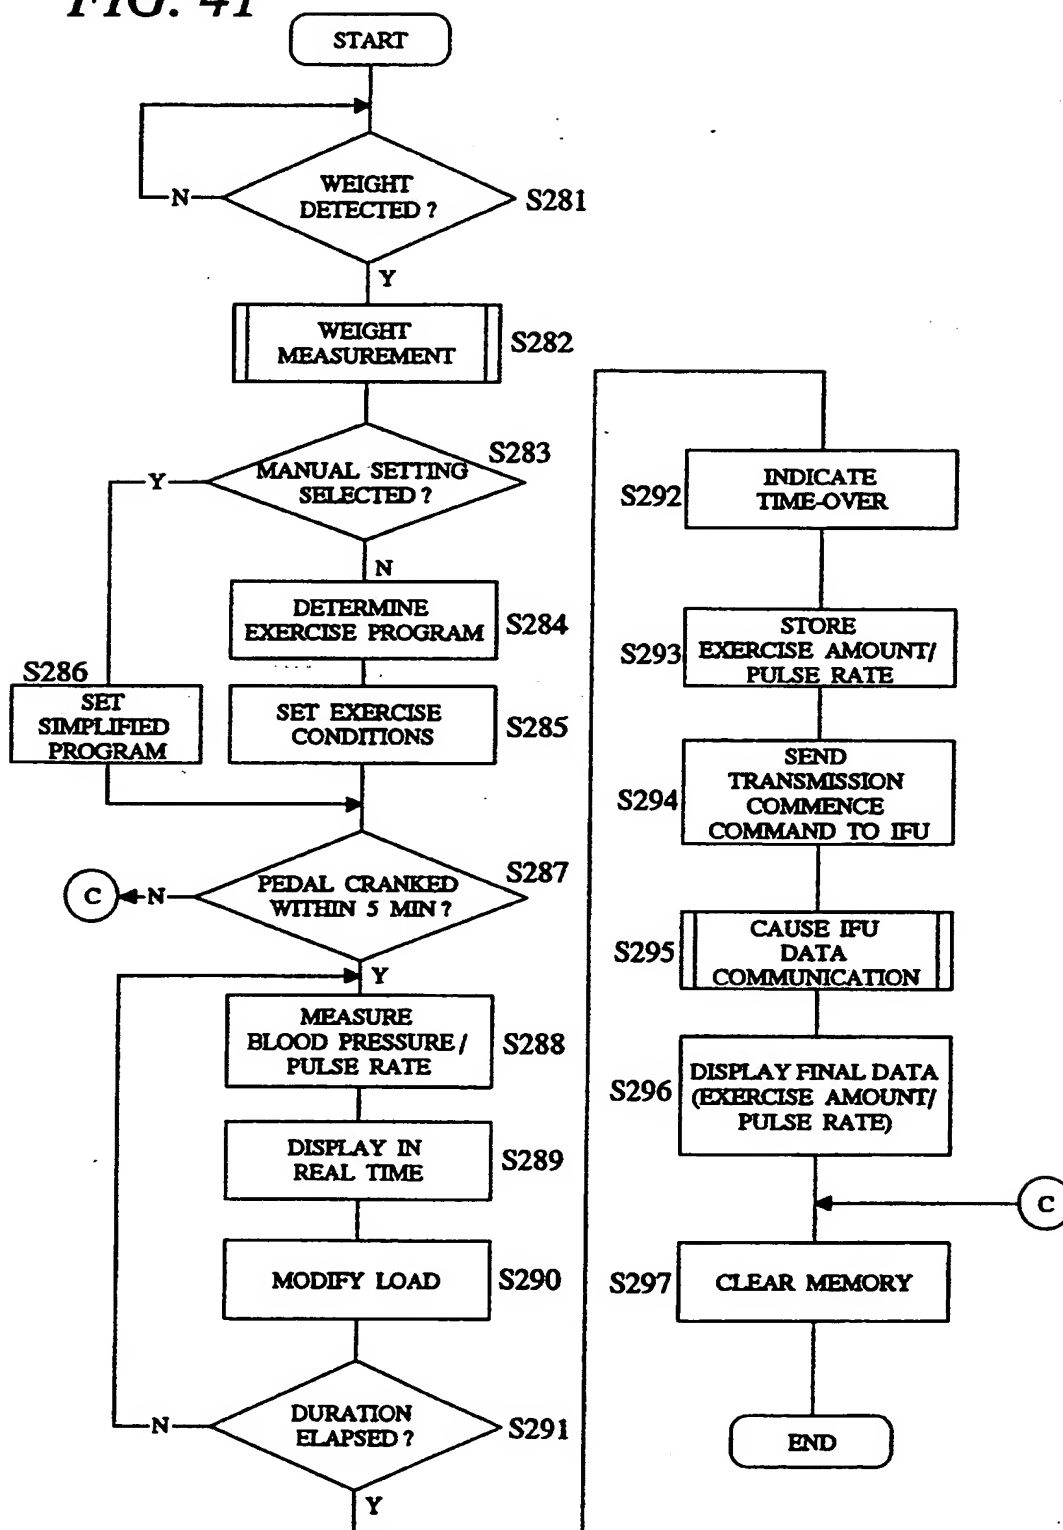 FIG. 41
START
WEIGHT
DETECTED ?
N
S281
Y
WEIGHT
MEASUREMENT
S282
S283
MANUAL SETTING
SELECTED ?
Y
N
DETERMINE
EXERCISE PROGRAM
S284
S286
SET
SIMPLIFIED
PROGRAM
SET EXERCISE
CONDITIONS
S285
S287
PEDAL CRANKED
WITHIN 5 MIN ?
C
N
Y
MEASURE
BLOOD PRESSURE /
PULSE RATE
S288
DISPLAY IN
REAL TIME
S289
MODIFY LOAD
S290
DURATION
ELAPSED ?
N
S291
Y
INDICATE
TIME-OVER
S292
STORE
EXERCISE AMOUNT/
PULSE RATE
S293
SEND
TRANSMISSION
COMMENCE
COMMAND TO IFU
S294
CAUSE IFU
DATA
COMMUNICATION
S295
DISPLAY FINAL DATA
(EXERCISE AMOUNT/
PULSE RATE)
S296
C
CLEAR MEMORY
S297
END